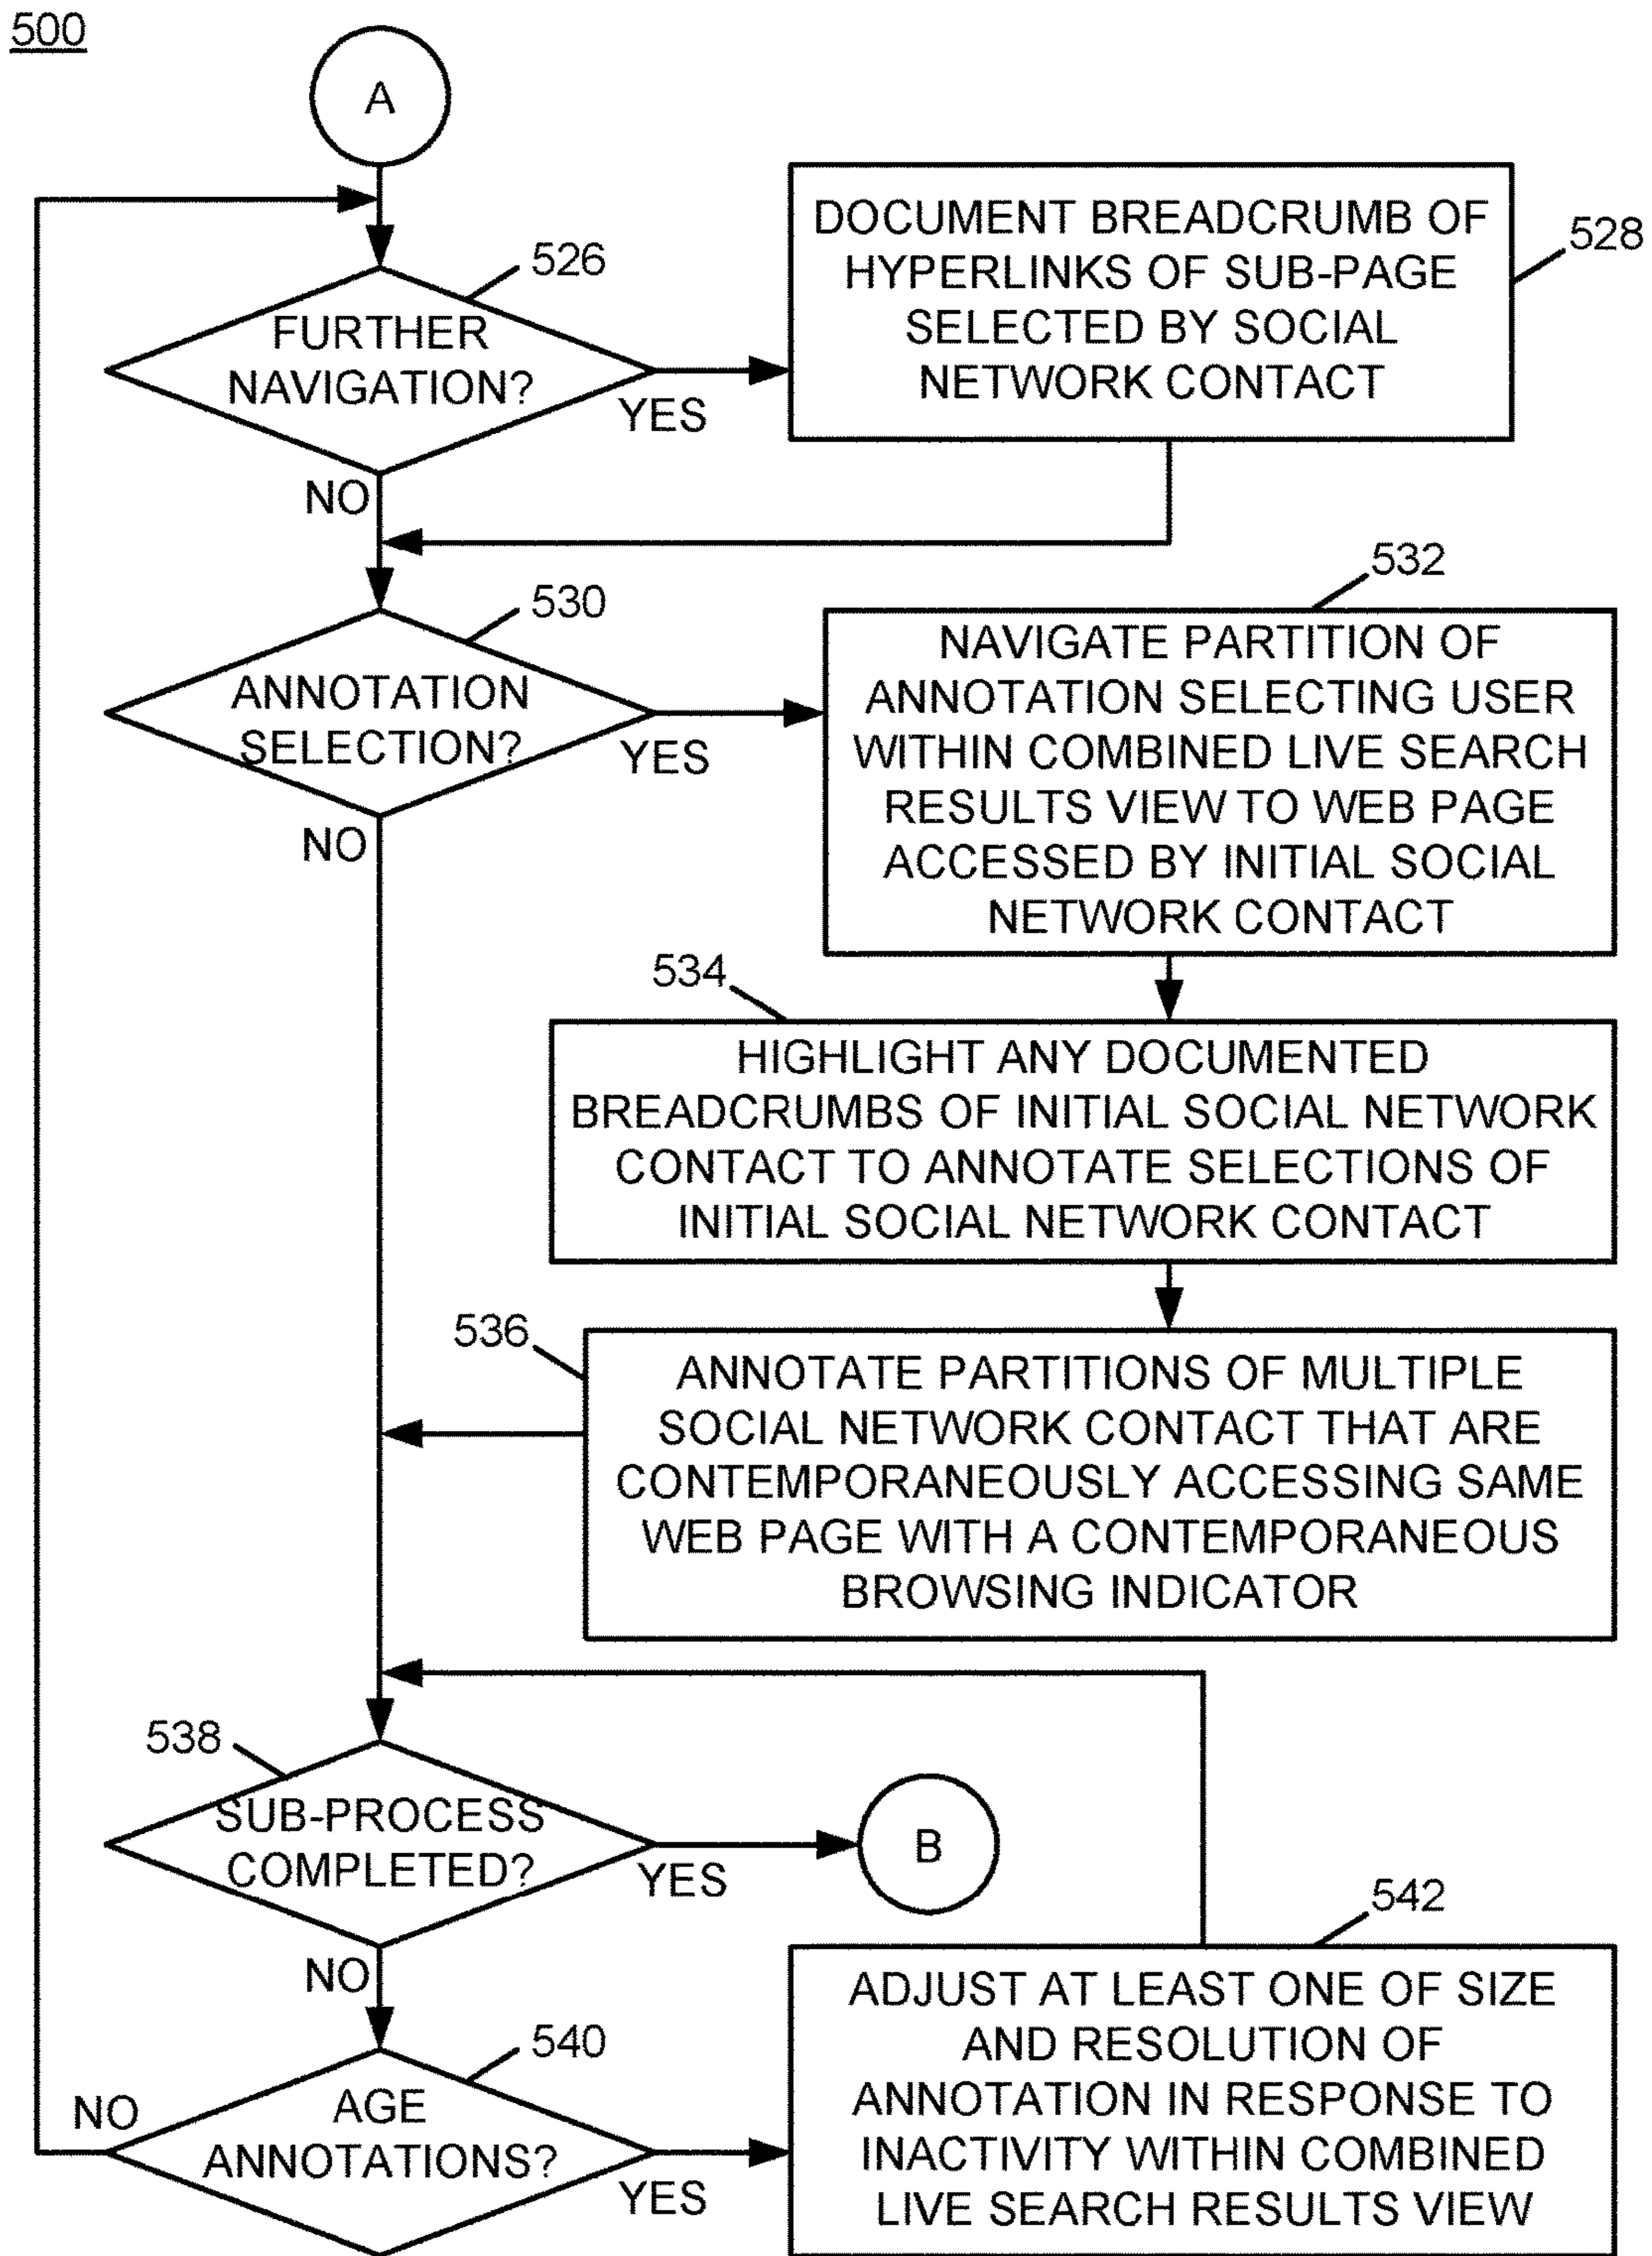 500
A
526
FURTHER
NAVIGATION?
YES
NO
DOCUMENT BREADCRUMB OF
HYPERLINKS OF SUB-PAGE
SELECTED BY SOCIAL
NETWORK CONTACT
528
530
ANNOTATION
SELECTION?
YES
NO
532
NAVIGATE PARTITION OF
ANNOTATION SELECTING USER
WITHIN COMBINED LIVE SEARCH
RESULTS VIEW TO WEB PAGE
ACCESSED BY INITIAL SOCIAL
NETWORK CONTACT
534
HIGHLIGHT ANY DOCUMENTED
BREADCRUMBS OF INITIAL SOCIAL NETWORK
CONTACT TO ANNOTATE SELECTIONS OF
INITIAL SOCIAL NETWORK CONTACT
536
ANNOTATE PARTITIONS OF MULTIPLE
SOCIAL NETWORK CONTACT THAT ARE
CONTEMPORANEOUSLY ACCESSING SAME
WEB PAGE WITH A CONTEMPORANEOUS
BROWSING INDICATOR
538
SUB-PROCESS
COMPLETED?
YES
B
NO
540
AGE
ANNOTATIONS?
NO
YES
542
ADJUST AT LEAST ONE OF SIZE
AND RESOLUTION OF
ANNOTATION IN RESPONSE TO
INACTIVITY WITHIN COMBINED
LIVE SEARCH RESULTS VIEW